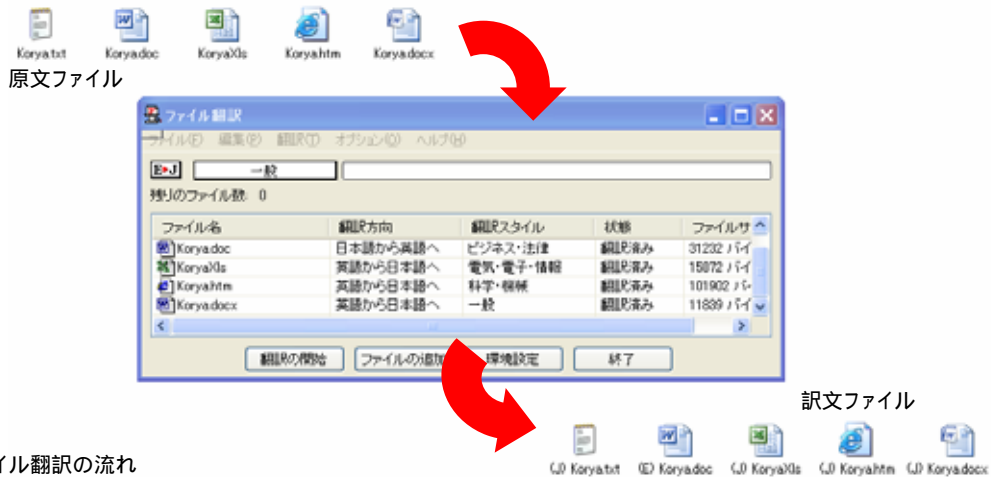 Korya.txt Korya.doc Korya.Xls Korya.htm Korya.docx
原文ファイル
ファイル翻訳
ファイル(F) 編集(E) 翻訳(T) オプション(O) ヘルプ(H)
E▸J 一般
残りのファイル数: 0
ファイル名 翻訳方向 翻訳スタイル 状態 ファイルサ
Korya.doc 日本語から英語へ ビジネス・法律 翻訳済み 31232 バイ
Korya.Xls 英語から日本語へ 電気・電子・情報 翻訳済み 15872 バイ
Korya.htm 英語から日本語へ 科学・機械 翻訳済み 101902 バ
Korya.docx 英語から日本語へ 一般 翻訳済み 11839 バイ
翻訳の開始 ファイルの追加 環境設定 終了
訳文ファイル
(J) Korya.txt (E) Korya.doc (J) Korya.Xls (J) Korya.htm (J) Korya.docx
イル翻訳の流れ